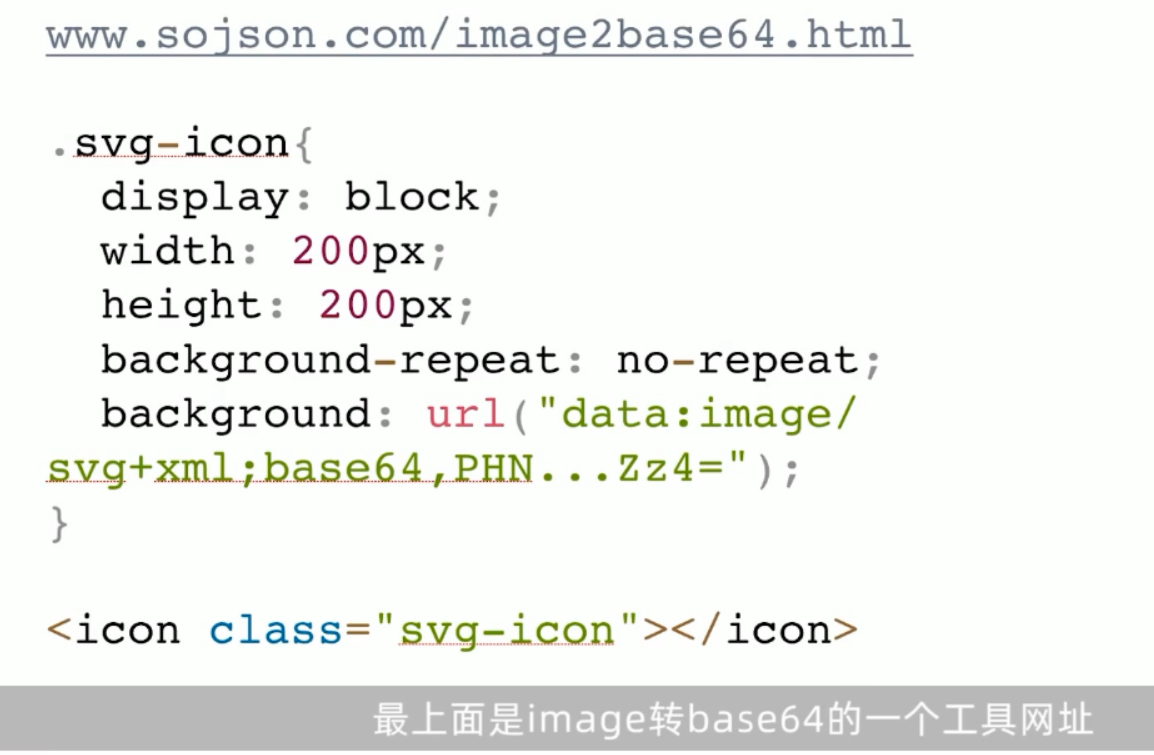 www.sojson.com/image2base64.html
.svg-icon{
display: block;
width: 200px;
height: 200px;
background-repeat: no-repeat;
background: url("data:image/
svg+xml;base64,PHN...Zz4=");
}
<icon class="svg-icon"></icon>
最上面是image转base64的一个工具网址